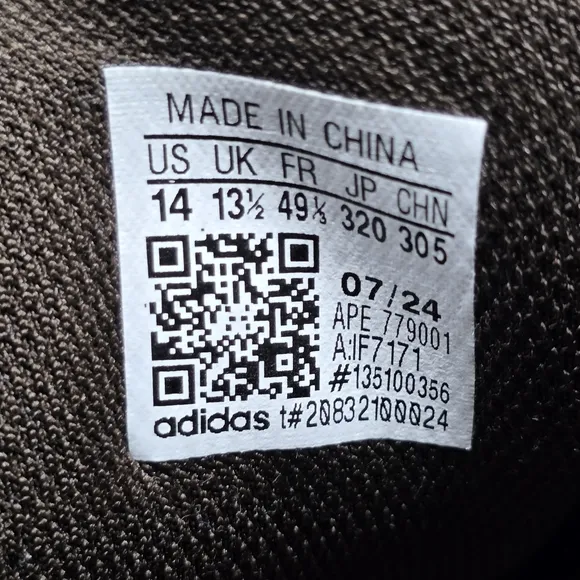 MADE IN CHINA
US UK FR JP CHN
14 13½ 49⅓ 320 305
07/24
APE 779001
A:IF7171
#135100356
adidas t#20832100024